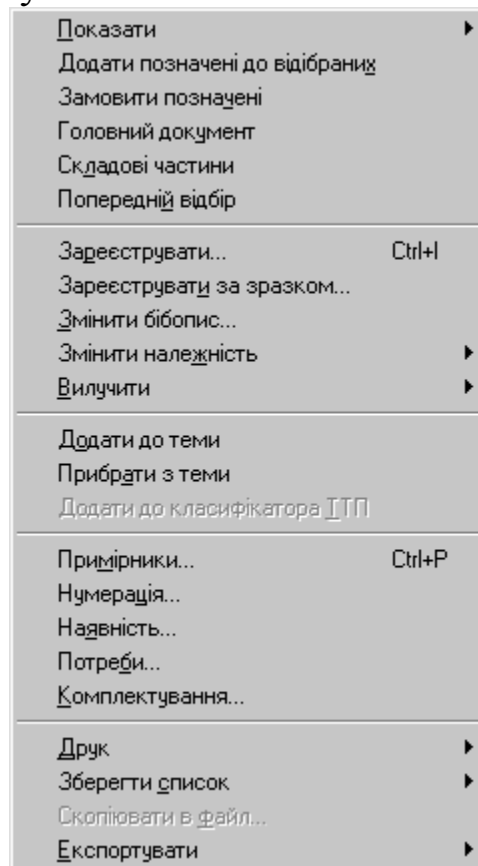 Показати
Додати позначені до відібраних
Замовити позначені
Головний документ
Складові частини
Попередній відбір
Зареєструвати... Ctrl+I
Зареєструвати за зразком...
Змінити бібопис...
Змінити належність
Вилучити
Додати до теми
Прибрати з теми
Додати до класифікатора ТТП
Примірники... Ctrl+P
Нумерація...
Наявність...
Потреби...
Комплектування...
Друк
Зберегти список
Скопіювати в файл...
Експортувати